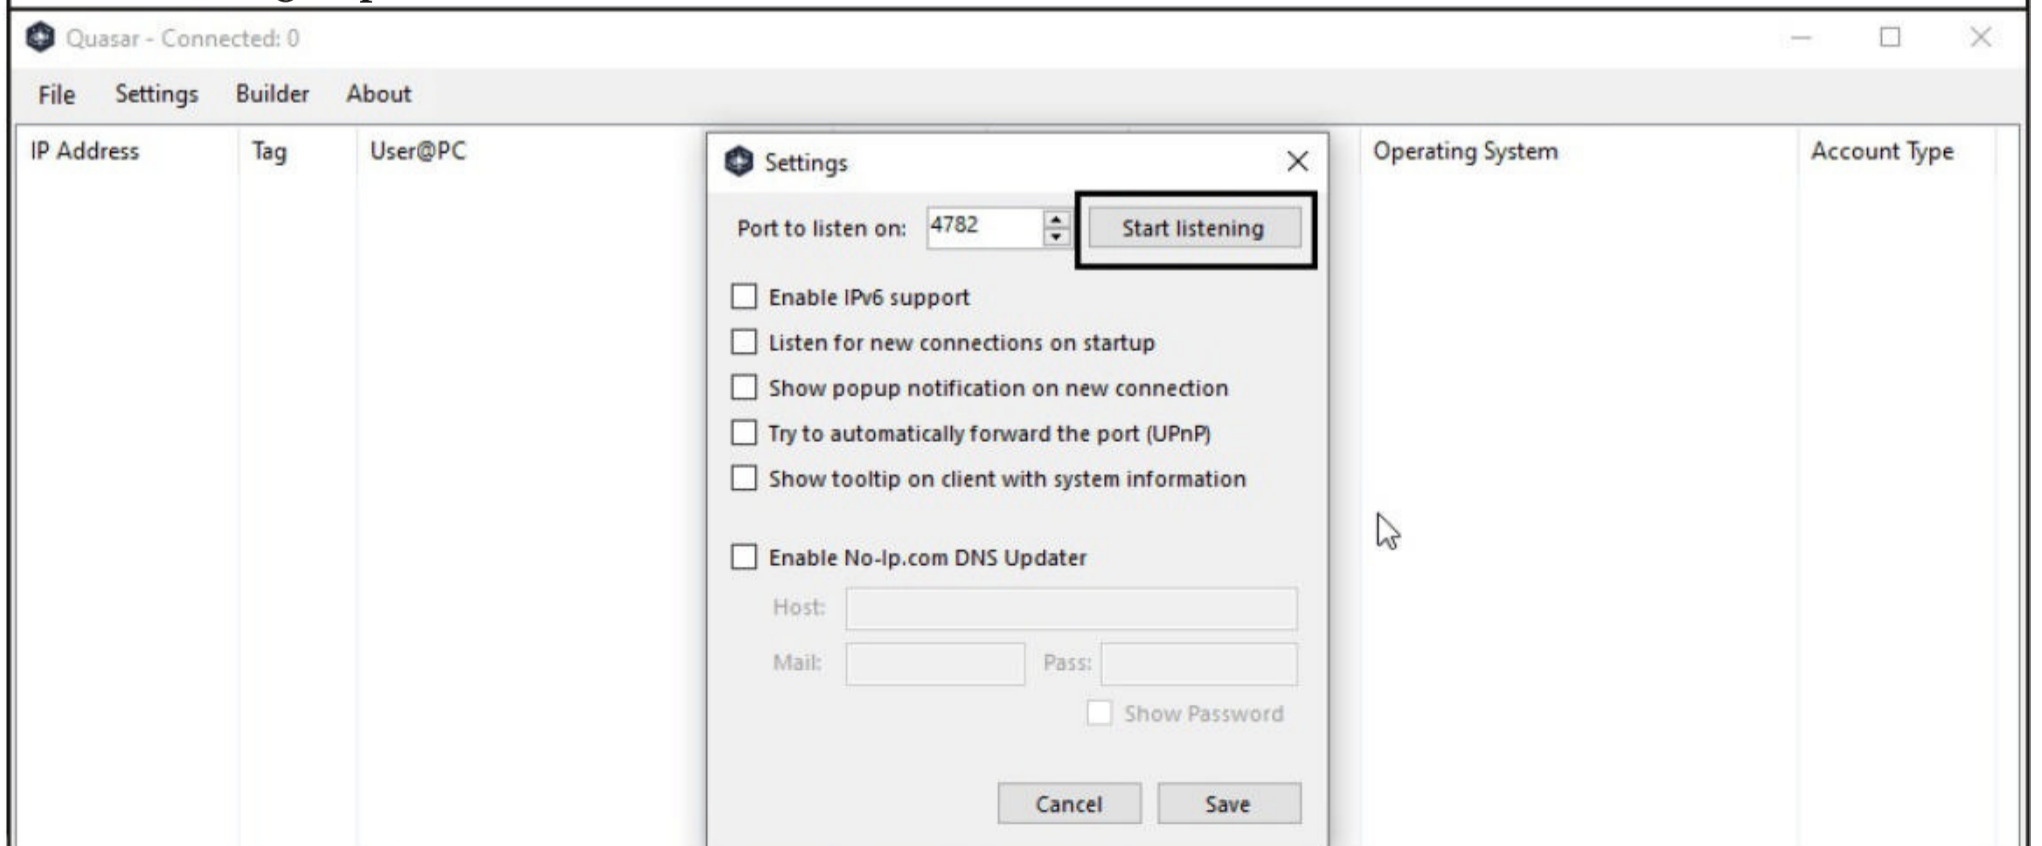 Quasar - Connected: 0
File Settings Builder About
IP Address Tag User@PC Operating System Account Type
Settings
Port to listen on: 4782 Start listening
Enable IPv6 support
Listen for new connections on startup
Show popup notification on new connection
Try to automatically forward the port (UPnP)
Show tooltip on client with system information
Enable No-Ip.com DNS Updater
Host:
Mail: Pass:
Show Password
Cancel Save